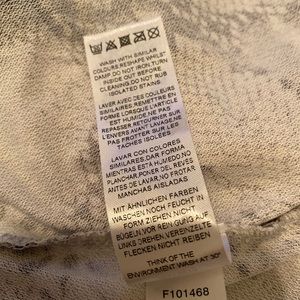 WASH WITH SIMILAR
COLOURS.RESHAPE WHILST
DAMP.DO NOT IRON.TURN
INSIDE OUT BEFORE
CLEANING.DO NOT RUB
ISOLATED STAINS.
LAVER AVEC DES COULEURS
SIMILAIRES.REMETTRE EN
FORME LORSQUE L'ARTICLE
EST HUMIDE.NE PAS
REPASSER.RETOURNER
L'ENVERS AVANT LAVAGE.NE
PAS FROTTER SUR LES
TACHES ISOLÉES
LAVAR CON COLORES
SIMILARES.DAR FORMA
MIENTRAS ESTÁ HÚMEDO.NO
PLANCHAR.PONER DEL REVÉS
ANTES DE LAVAR.NO FROTAR
MANCHAS AISLADAS
MIT ÄHNLICHEN FARBEN
WASCHEN.NOCH FEUCHT IN
FORM ZIEHEN.NICHT
BÜGELN.VOR REINIGUNG AUF
LINKS DREHEN.VEREINZELTE
FLECKEN NICHT REIBEN
THINK OF THE
ENVIRONMENT WASH AT 30°
F101468